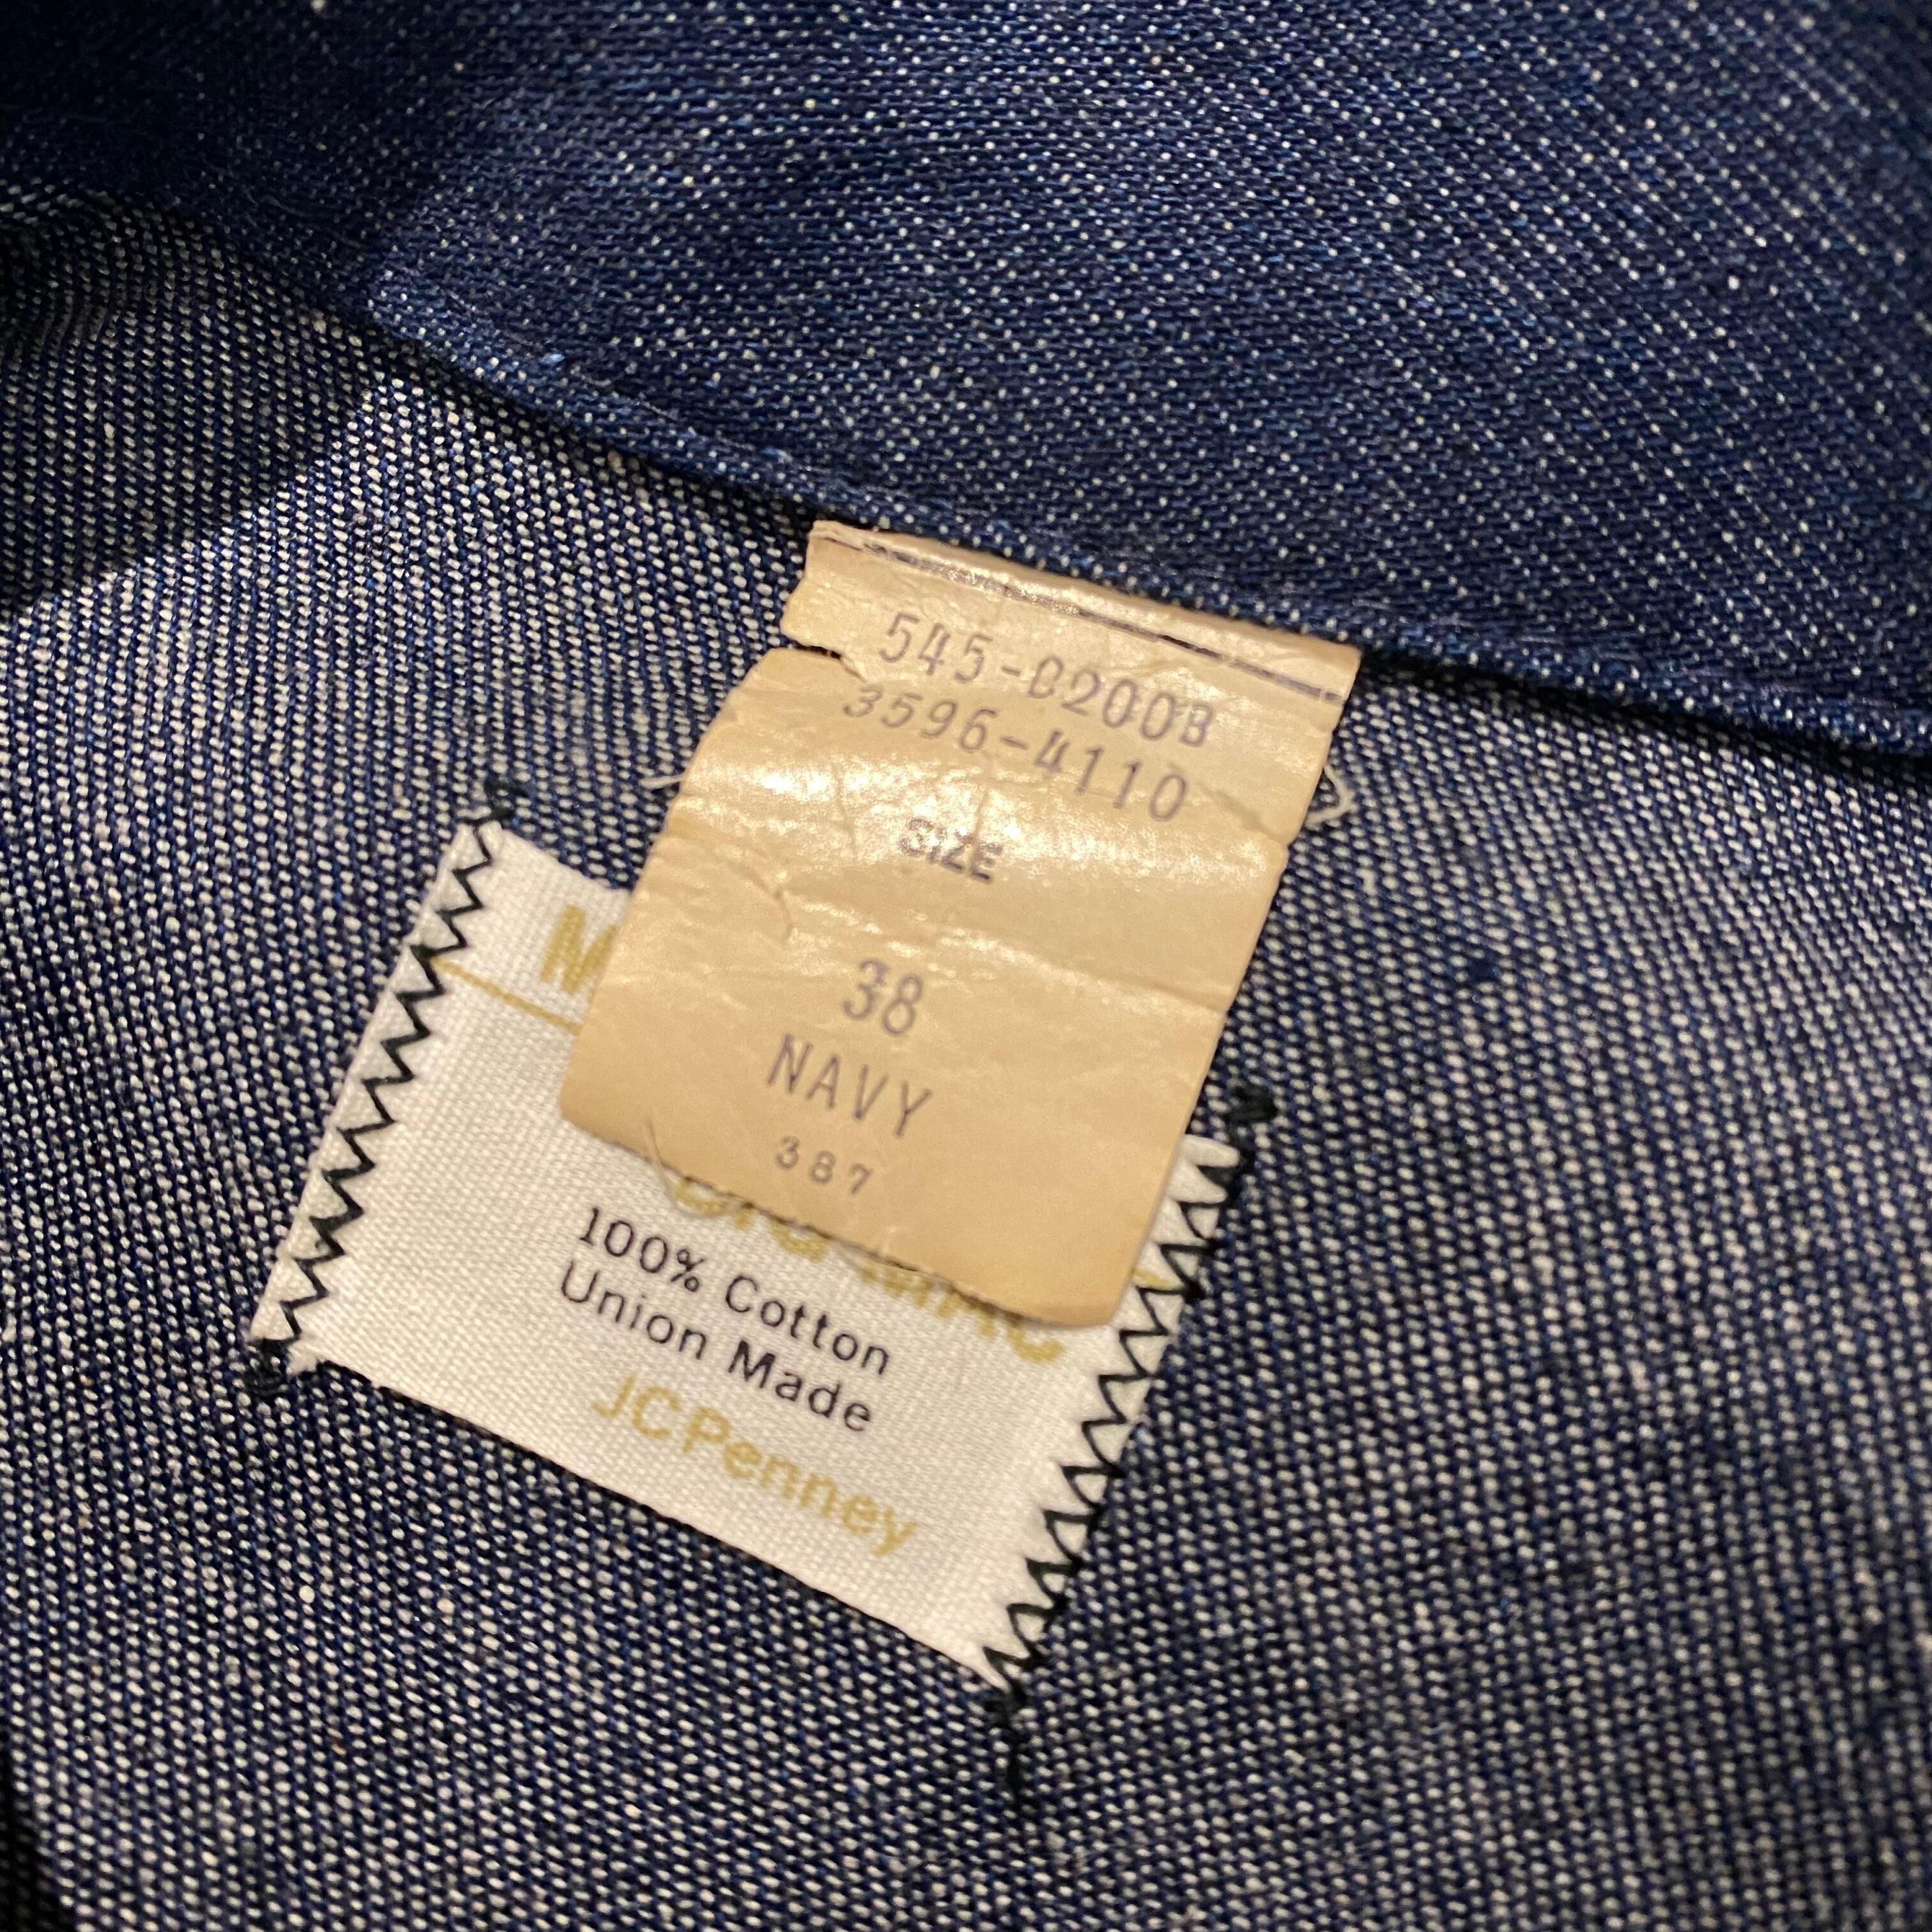 545-0200B
3596-4110
SIZE
38
NAVY
387
100% Cotton
Union Made
JCPenney